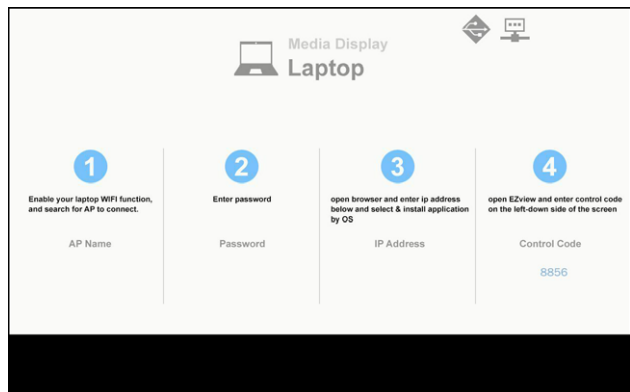 Media Display
Laptop
1
Enable your laptop WIFI function,
and search for AP to connect.
AP Name
2
Enter password
Password
3
open browser and enter ip address
below and select & install application
by OS
IP Address
4
open EZview and enter control code
on the left-down side of the screen
Control Code
8856